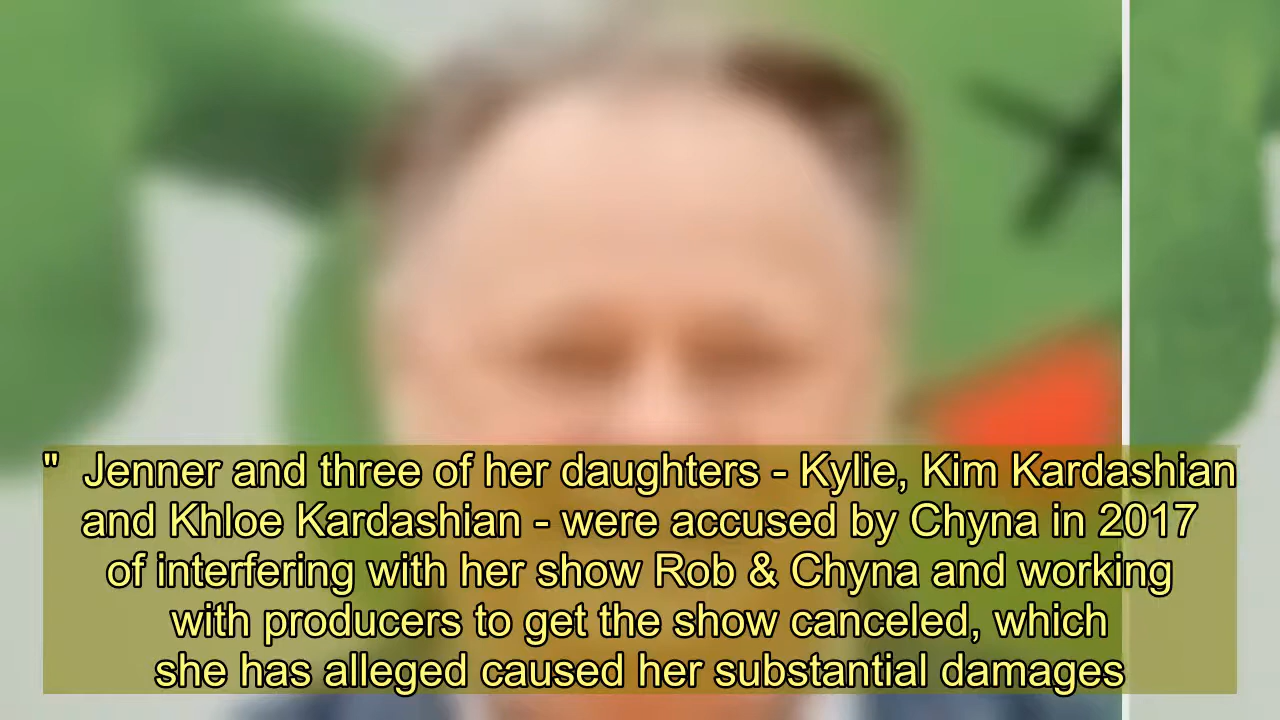 " Jenner and three of her daughters - Kylie, Kim Kardashian
and Khloe Kardashian - were accused by Chyna in 2017
of interfering with her show Rob & Chyna and working
with producers to get the show canceled, which
she has alleged caused her substantial damages